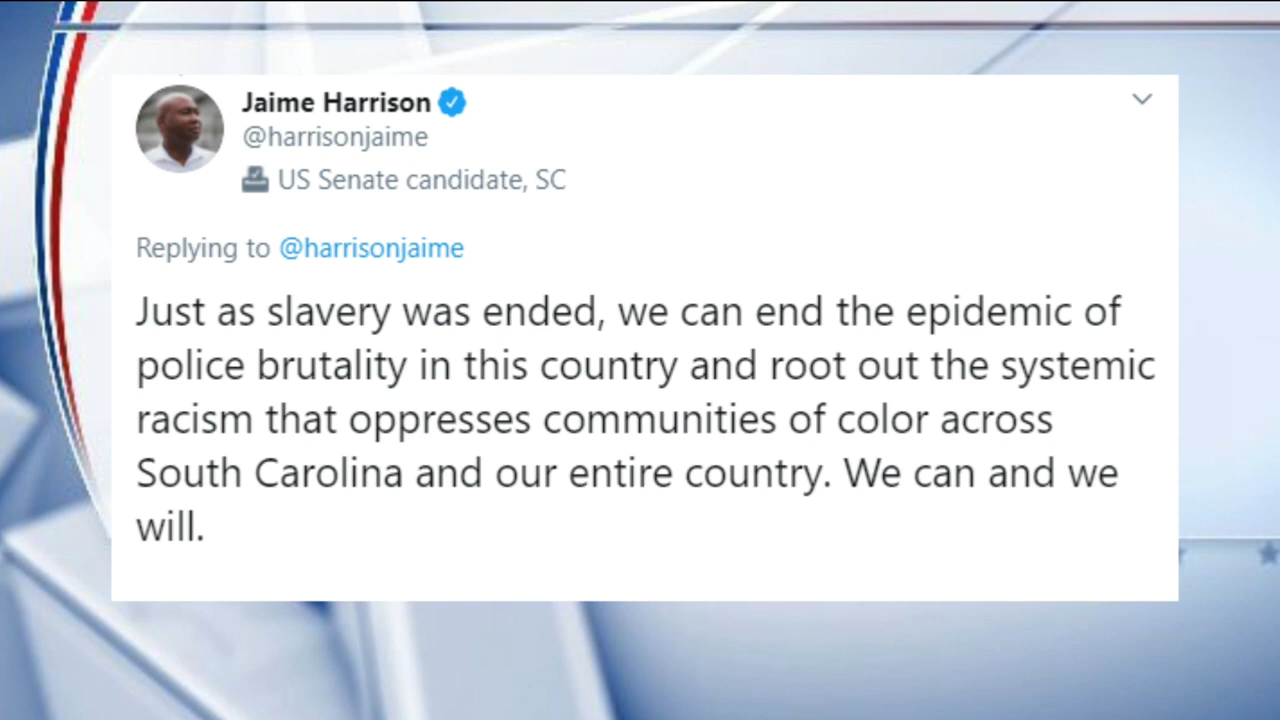 Jaime Harrison
@harrisonjaime
US Senate candidate, SC
Replying to @harrisonjaime
Just as slavery was ended, we can end the epidemic of
police brutality in this country and root out the systemic
racism that oppresses communities of color across
South Carolina and our entire country. We can and we
will.